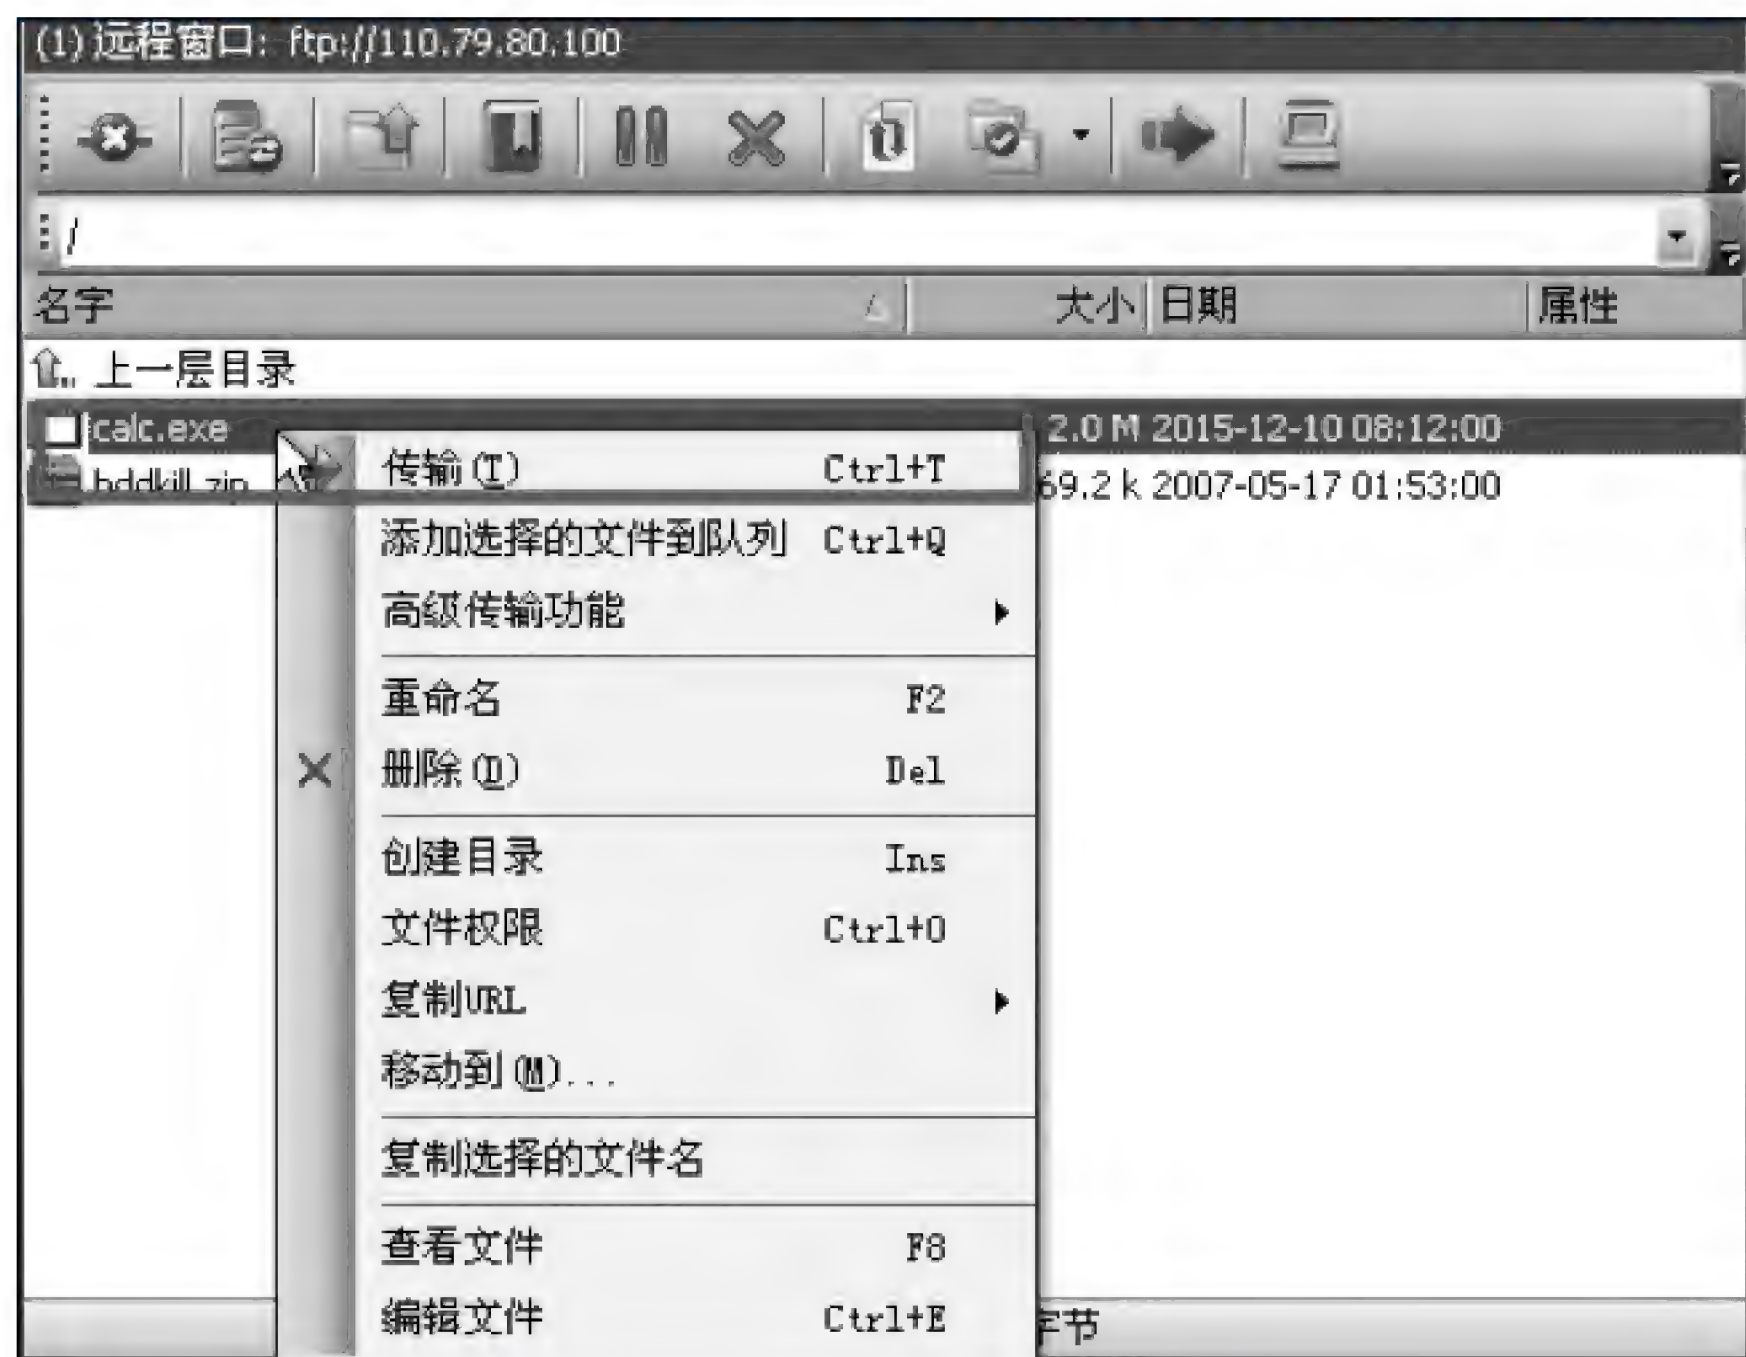 (1) 远程窗口: ftp://110.79.80.100
/
名字 大小 日期 属性
上一层目录
calc.exe 2.0 M 2015-12-10 08:12:00
hddkill.zip 69.2 k 2007-05-17 01:53:00
传输(T) Ctrl+T
添加选择的文件到队列 Ctrl+Q
高级传输功能
重命名 F2
删除(D) Del
创建目录 Ins
文件权限 Ctrl+O
复制URL
移动到(M)...
复制选择的文件名
查看文件 F8
编辑文件 Ctrl+E
字节